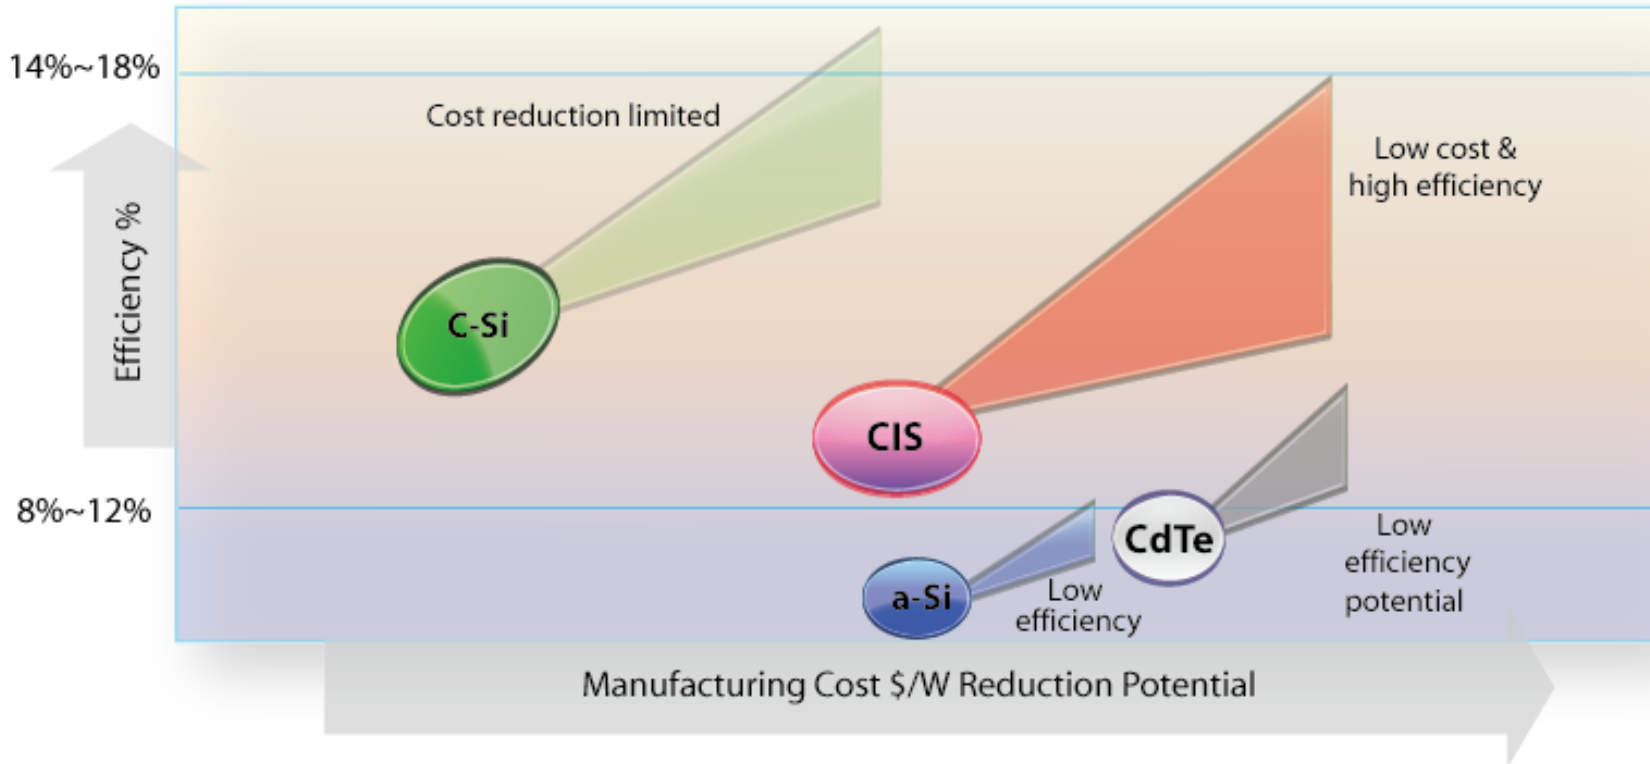 14%~18%
Cost reduction limited
Low cost &
high efficiency
Efficiency %
C-Si
CIS
8%~12%
CdTe
Low
efficiency
potential
a-Si
Low
efficiency
Manufacturing Cost $/W Reduction Potential